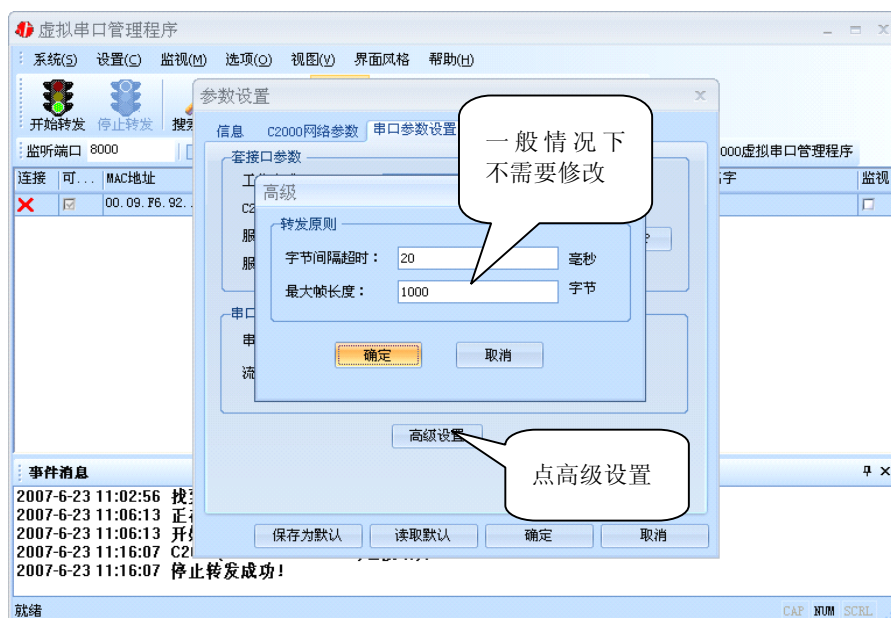 虚拟串口管理程序
系统(S) 设置(C) 监视(M) 选项(O) 视图(V) 界面风格 帮助(H)
开始转发 停止转发
监听端口 8000
000虚拟串口管理程序
连接 可... MAC地址 字 监视
00.09.F6.92..
参数设置
信息 C2000网络参数 串口参数设置
套接口参数
高级
转发原则
字节间隔超时： 20 毫秒
最大帧长度： 1000 字节
确定 取消
一般情况下
不需要修改
高级设置
点高级设置
保存为默认 读取默认 确定 取消
事件消息
2007-6-23 11:02:56 找
2007-6-23 11:06:13 正
2007-6-23 11:06:13 开
2007-6-23 11:16:07 C20
2007-6-23 11:16:07 停止转发成功!
就绪 CAP NUM SCRL